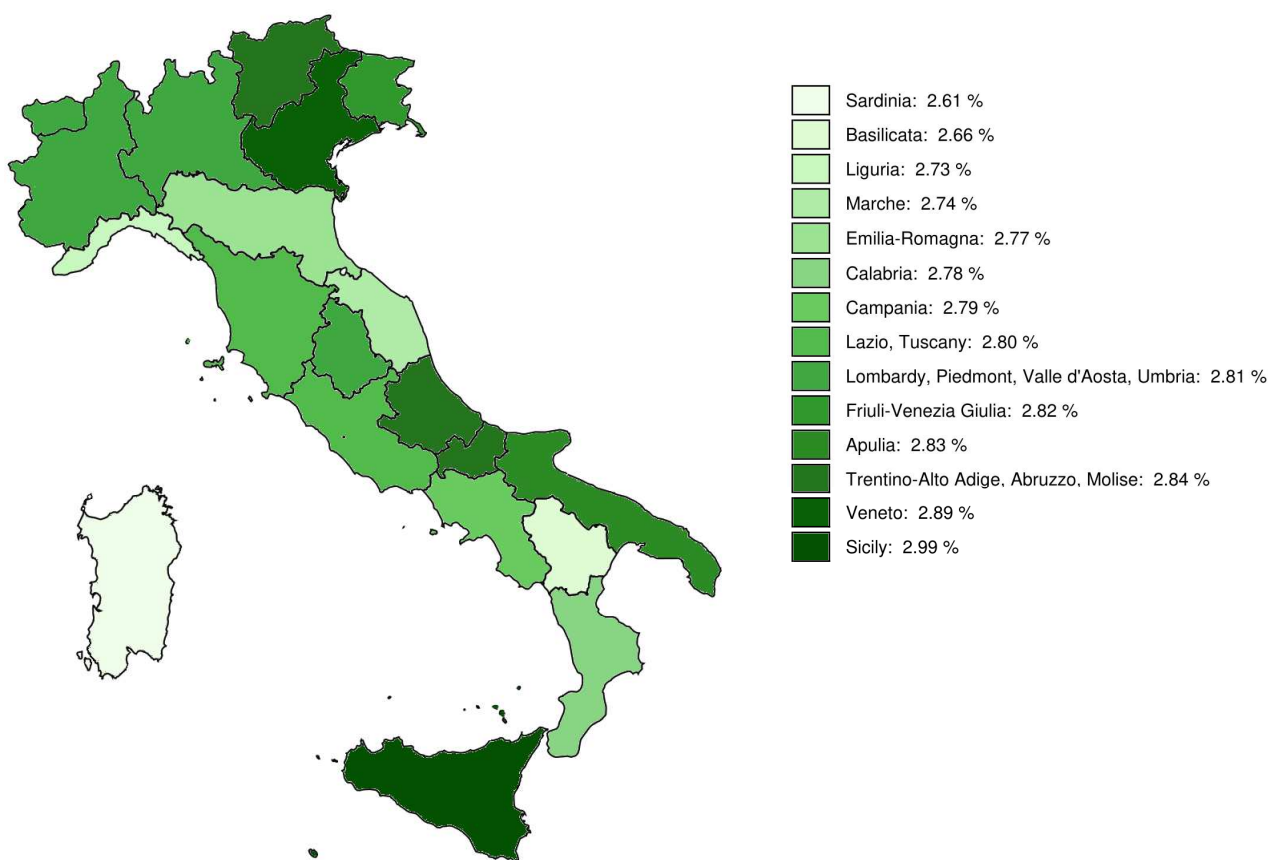 Sardinia: 2.61 %
Basilicata: 2.66 %
Liguria: 2.73 %
Marche: 2.74 %
Emilia-Romagna: 2.77 %
Calabria: 2.78 %
Campania: 2.79 %
Lazio, Tuscany: 2.80 %
Lombardy, Piedmont, Valle d'Aosta, Umbria: 2.81 %
Friuli-Venezia Giulia: 2.82 %
Apulia: 2.83 %
Trentino-Alto Adige, Abruzzo, Molise: 2.84 %
Veneto: 2.89 %
Sicily: 2.99 %